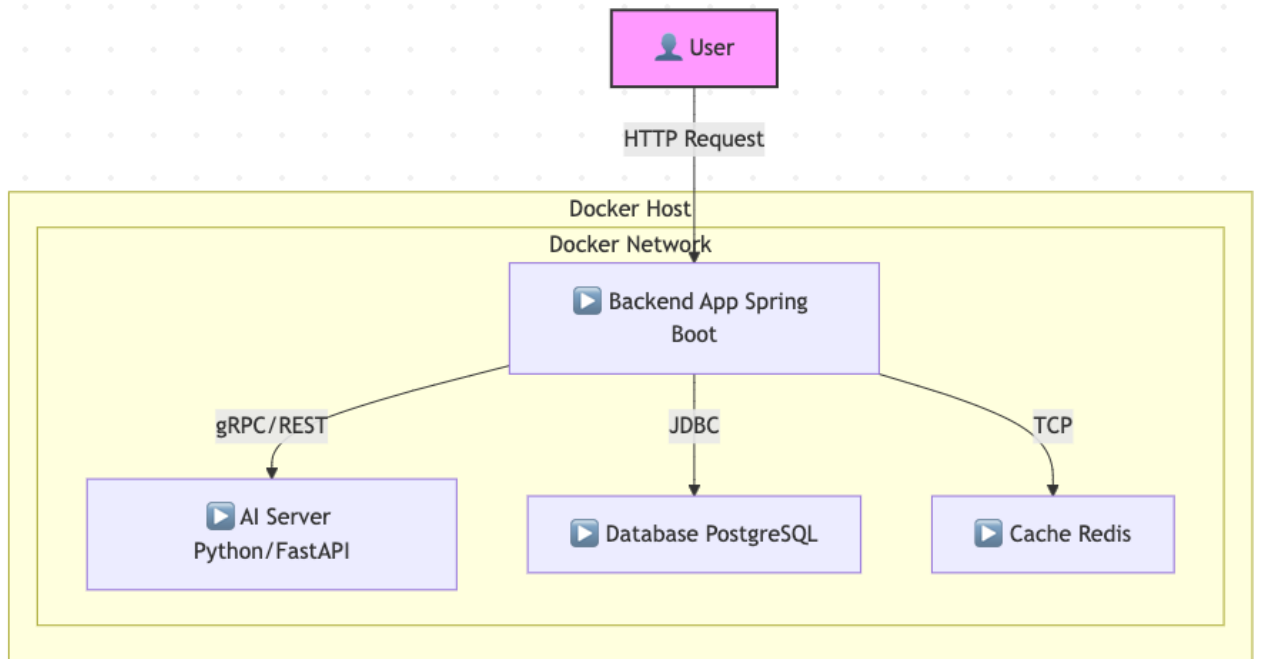 👤 User
HTTP Request
Docker Host
Docker Network
▶️ Backend App Spring
Boot
gRPC/REST
JDBC
TCP
▶️ AI Server
Python/FastAPI
▶️ Database PostgreSQL
▶️ Cache Redis